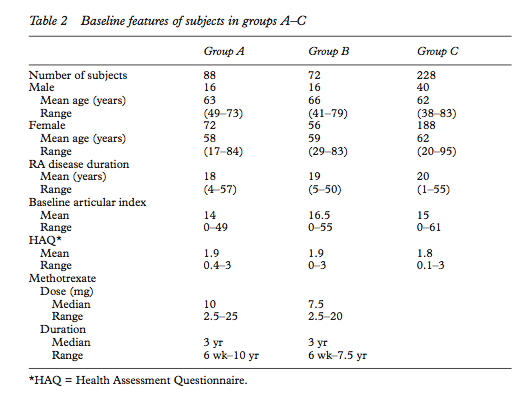 Table 2 Baseline features of subjects in groups A–C
Group A Group B Group C
Number of subjects 88 72 228
Male 16 16 40
Mean age (years) 63 66 62
Range (49–73) (41–79) (38–83)
Female 72 56 188
Mean age (years) 58 59 62
Range (17–84) (29–83) (20–95)
RA disease duration
Mean (years) 18 19 20
Range (4–57) (5–50) (1–55)
Baseline articular index
Mean 14 16.5 15
Range 0–49 0–55 0–61
HAQ*
Mean 1.9 1.9 1.8
Range 0.4–3 0–3 0.1–3
Methotrexate
Dose (mg)
Median 10 7.5
Range 2.5–25 2.5–20
Duration
Median 3 yr 3 yr
Range 6 wk–10 yr 6 wk–7.5 yr
*HAQ = Health Assessment Questionnaire.